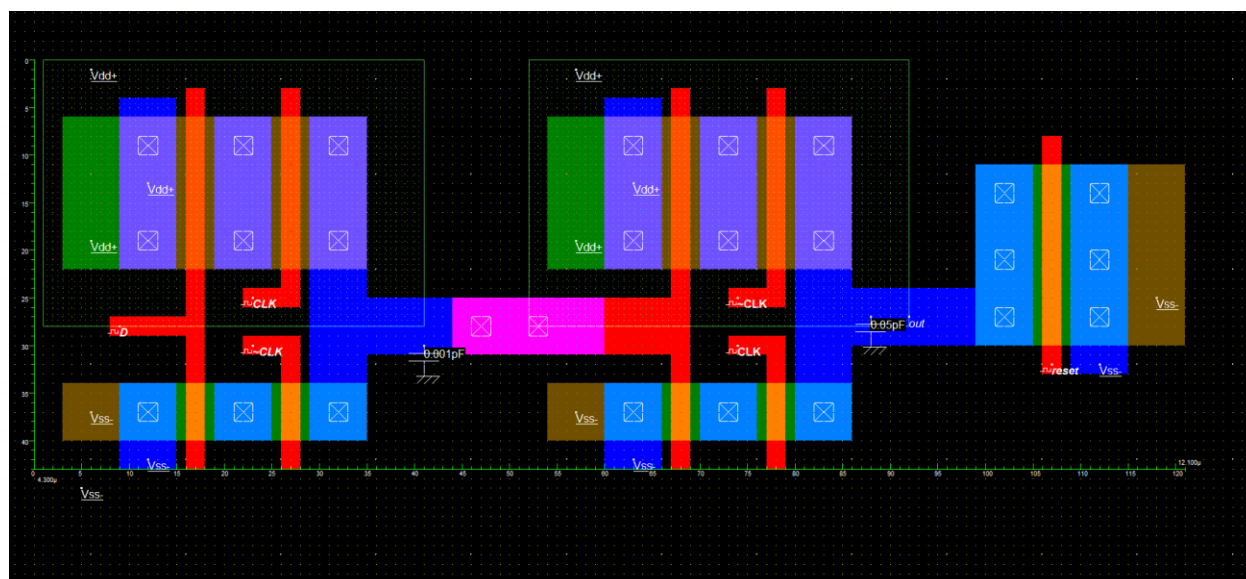 Vdd+ Vdd+
0
5
10
15
Vdd+ Vdd+
20
Vdd+ Vdd+
25
CLK ~CLK
D 0.05pF out
30
~CLK CLK
0.001pF
reset Vss-
35
Vss- Vss- Vss-
40
Vss- Vss-
0 5 10 15 20 25 30 35 40 45 50 55 60 65 70 75 80 85 90 95 100 105 110 115 120
12.100μ
4.300μ
Vss-